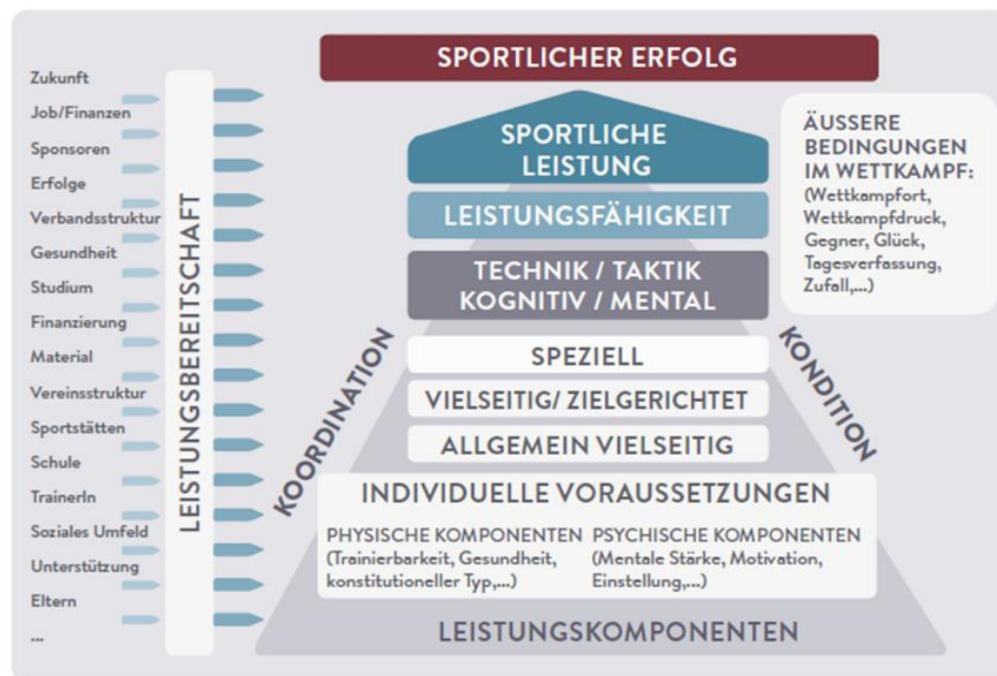 SPORTLICHER ERFOLG
Zukunft
Job/Finanzen
Sponsoren
Erfolge
Verbandsstruktur
Gesundheit
Studium
Finanzierung
Material
Vereinsstruktur
Sportstätten
Schule
TrainerIn
Soziales Umfeld
Unterstützung
Eltern
...
LEISTUNGSBEREITSCHAFT
SPORTLICHE
LEISTUNG
LEISTUNGSFÄHIGKEIT
TECHNIK / TAKTIK
KOGNITIV / MENTAL
KOORDINATION
SPEZIELL
VIELSEITIG/ ZIELGERICHTET
ALLGEMEIN VIELSEITIG
KONDITION
INDIVIDUELLE VORAUSSETZUNGEN
PHYSISCHE KOMPONENTEN
(Trainierbarkeit, Gesundheit,
konstitutioneller Typ,...)
PSYCHISCHE KOMPONENTEN
(Mentale Stärke, Motivation,
Einstellung,...)
LEISTUNGSKOMPONENTEN
ÄUSSERE
BEDINGUNGEN
IM WETTKAMPF:
(Wettkampfort,
Wettkampfdruck,
Gegner, Glück,
Tagesverfassung,
Zufall,...)